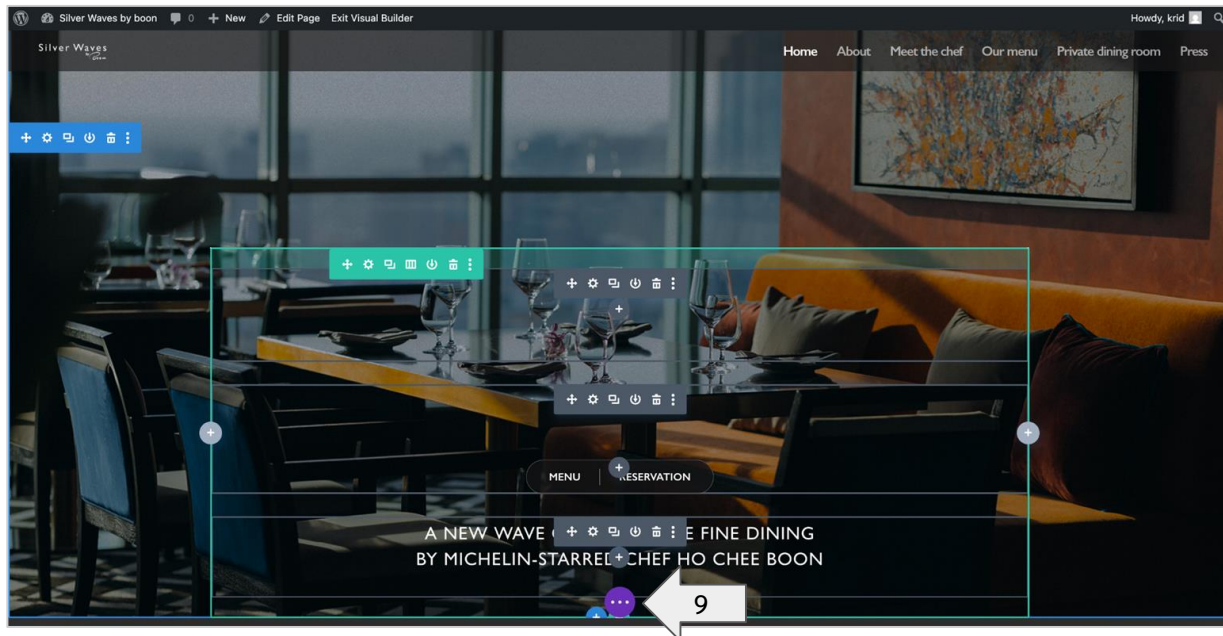 Silver Waves by boon 0 New Edit Page Exit Visual Builder Howdy, krid
Silver Waves
by Boon
Home About Meet the chef Our menu Private dining room Press
MENU RESERVATION
A NEW WAVE E FINE DINING
BY MICHELIN-STARRED CHEF HO CHEE BOON
9